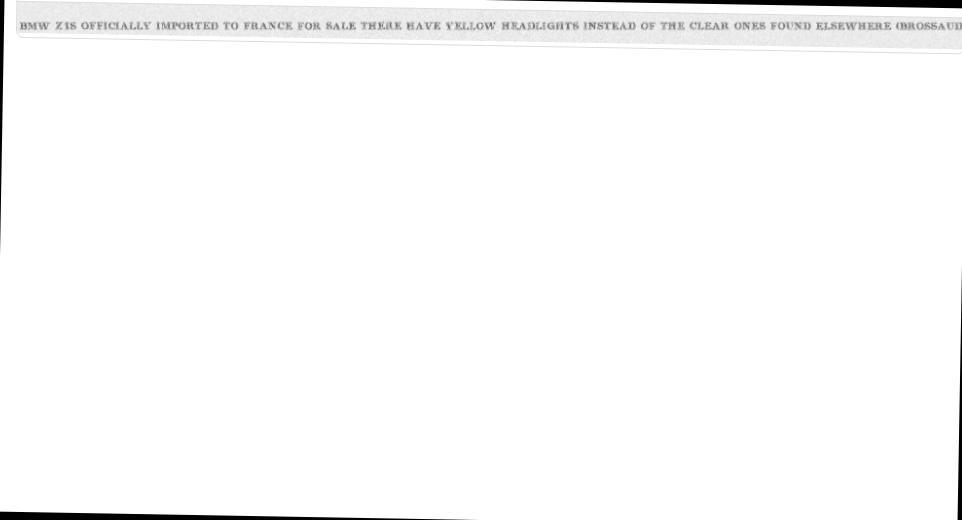 BMW Z1S OFFICIALLY IMPORTED TO FRANCE FOR SALE THERE HAVE YELLOW HEADLIGHTS INSTEAD OF THE CLEAR ONES FOUND ELSEWHERE (BROSSAUD